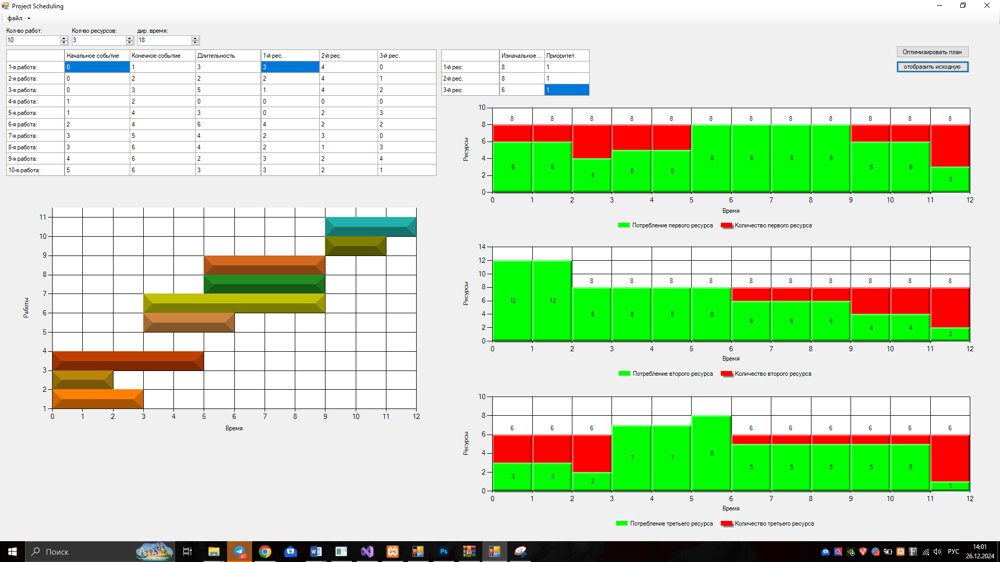 Project Scheduling
файл
Кол-во работ: Кол-во ресурсов: дир. время:
10 3 18
Начальное событие Конечное событие Длительность 1-й рес. 2-й рес. 3-й рес.
1-я работа: 0 1 3 3 4 0
2-я работа: 0 2 2 2 4 1
3-я работа: 0 3 5 1 4 2
4-я работа: 1 2 0 0 0 0
5-я работа: 1 4 3 0 2 3
6-я работа: 2 4 6 4 2 2
7-я работа: 3 5 4 2 3 0
8-я работа: 3 6 4 2 1 3
9-я работа: 4 6 2 3 2 4
10-я работа: 5 6 3 3 2 1
Изначальное... Приоритет
1-й рес. 8 1
2-й рес. 8 1
3-й рес. 6 1
Оптимизировать план
отобразить исходную
11
10
9
8
7
6
5
4
3
2
1
Работы
0 1 2 3 4 5 6 7 8 9 10 11 12
Время
10
8
6
4
2
0
Ресурсы
8 8 8 8 8 8 8 8 8 8 8 8
6 6 4 5 5 8 8 8 8 6 6 3
0 1 2 3 4 5 6 7 8 9 10 11 12
Время
Потребление первого ресурса Количество первого ресурса
14
12
10
8
6
4
2
0
Ресурсы
8 8 8 8 8 8 8 8 8 8
12 12 8 8 8 8 6 6 6 4 4 2
0 1 2 3 4 5 6 7 8 9 10 11 12
Время
Потребление второго ресурса Количество второго ресурса
10
8
6
4
2
0
Ресурсы
6 6 6 6 6 6 6 6 6
3 3 2 7 7 8 5 5 5 5 5 1
0 1 2 3 4 5 6 7 8 9 10 11 12
Время
Потребление третьего ресурса Количество третьего ресурса
Поиск
87
Ps
РУС
14:01
26.12.2024